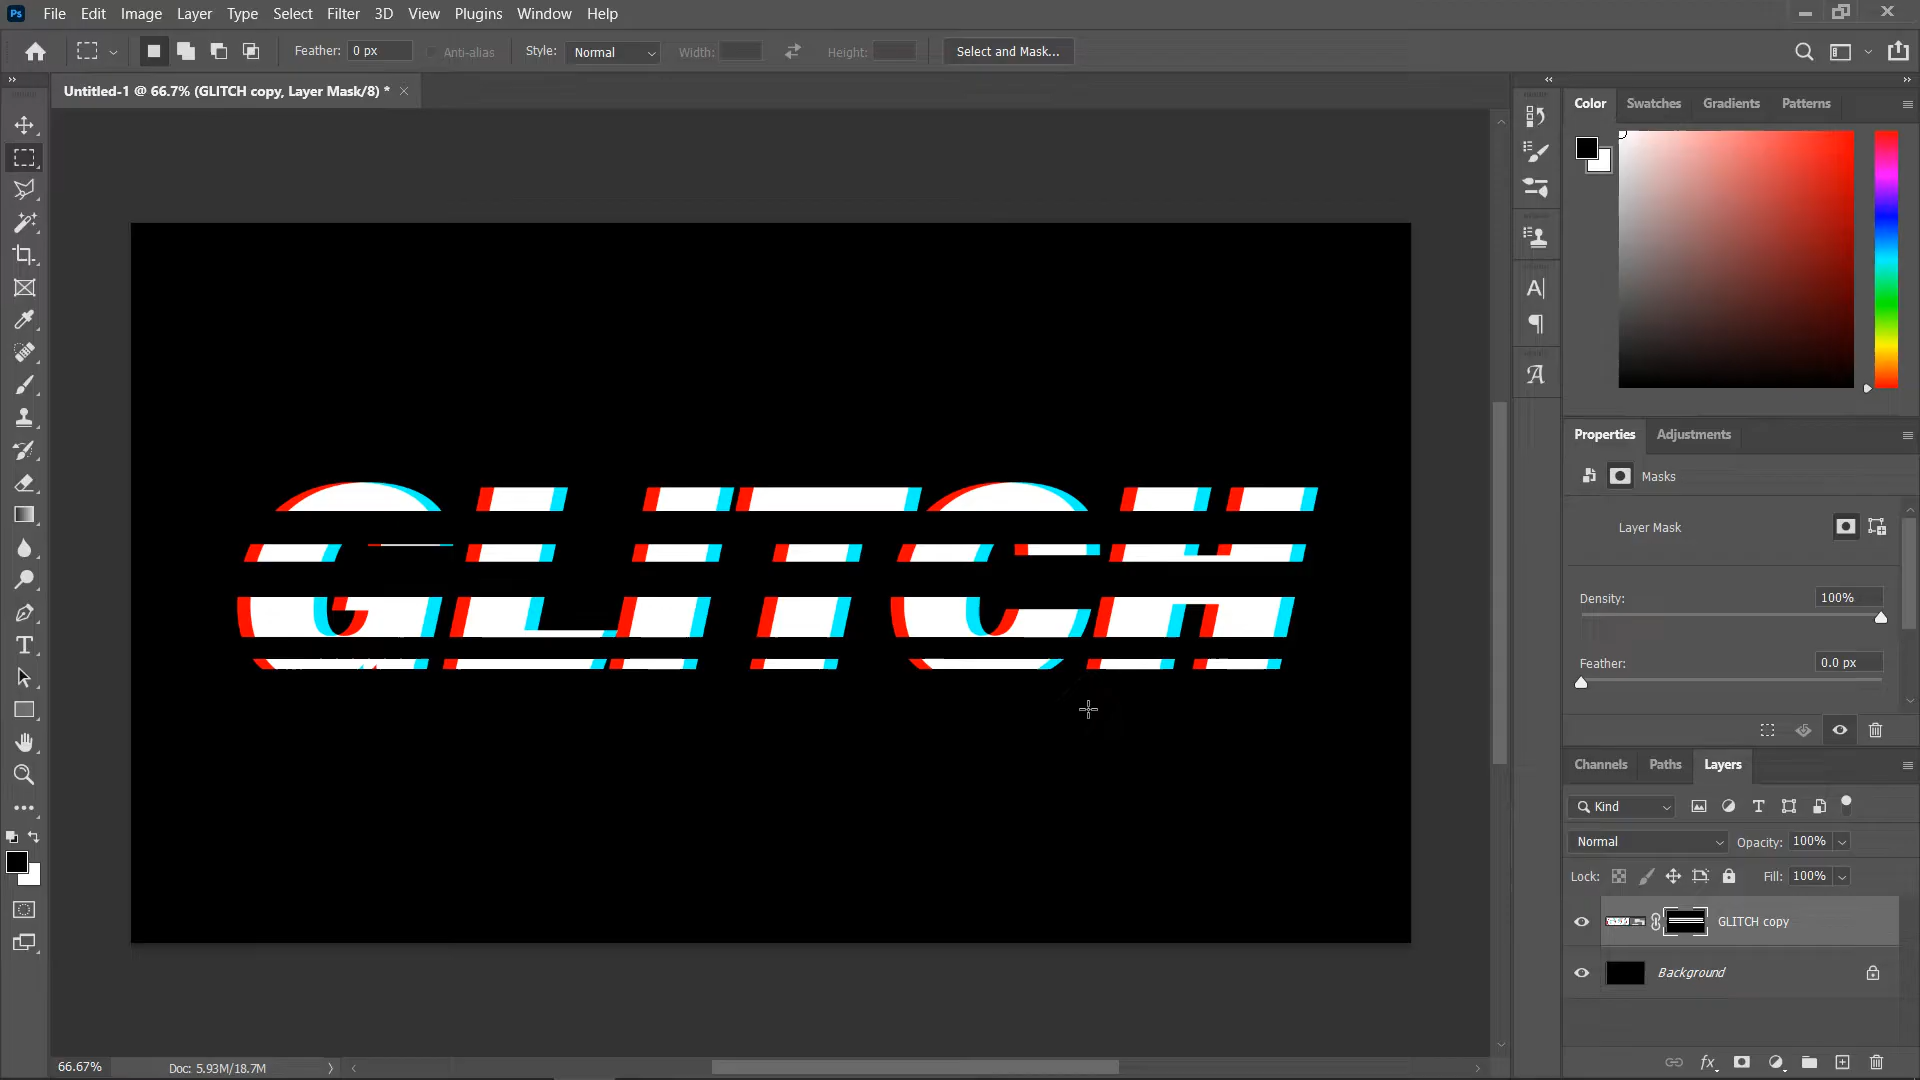 Ps File Edit Image Layer Type Select Filter 3D View Plugins Window Help
Feather: 0 px Anti-alias Style: Normal Width: Height: Select and Mask...
Untitled-1 @ 66.7% (GLITCH copy, Layer Mask/8) *
Color Swatches Gradients Patterns
GLITCH
Properties Adjustments
Masks
Layer Mask
Density: 100%
Feather: 0.0 px
Channels Paths Layers
Kind
Normal Opacity: 100%
Lock: Fill: 100%
GLITCH copy
Background
66.67% Doc: 5.93M/18.7M